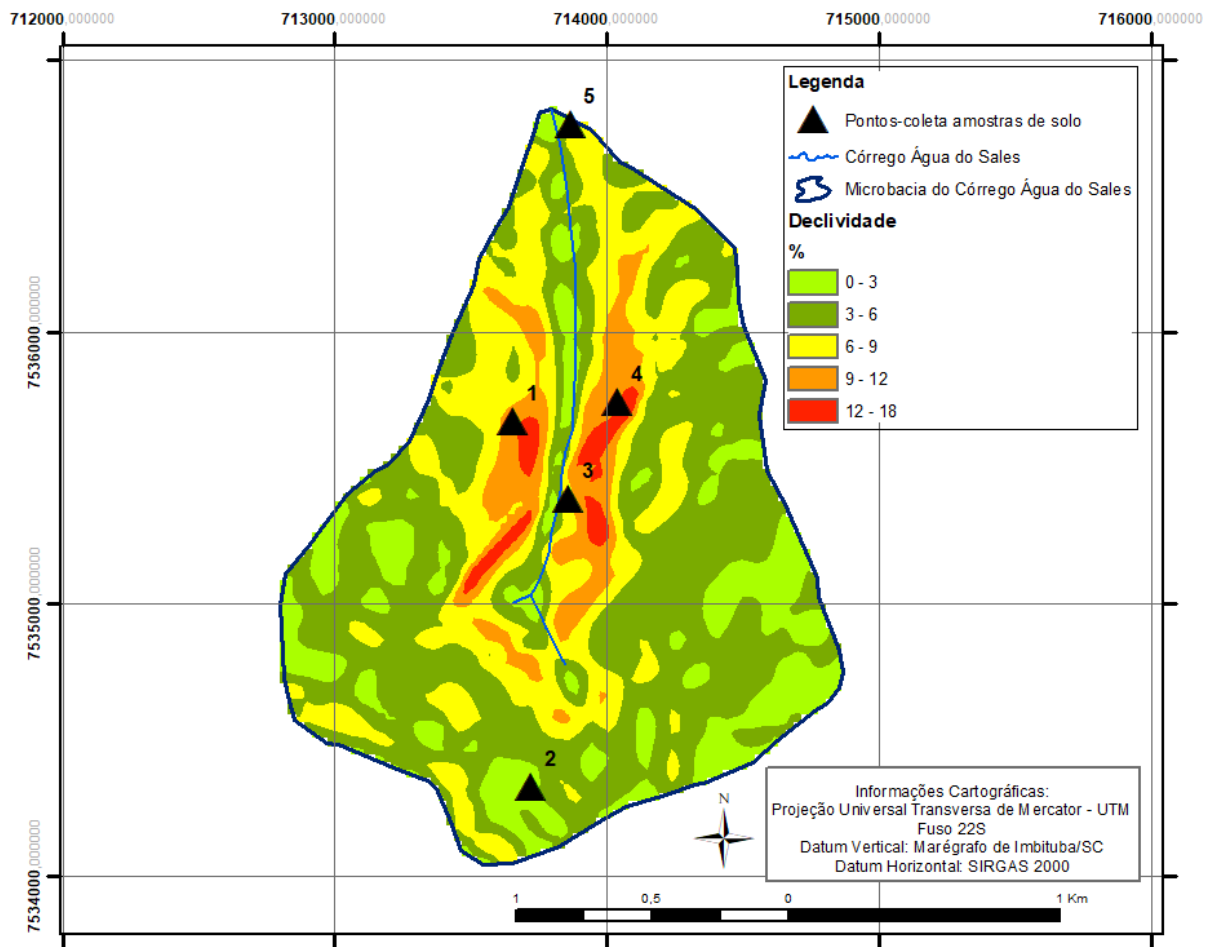 712000,000000 713000,000000 714000,000000 715000,000000 716000,000000
7536000,000000
7535000,000000
7534000,000000
5
4
1
3
2
Legenda
Pontos-coleta amostras de solo
Córrego Água do Sales
Microbacia do Córrego Água do Sales
Declividade
%
0 - 3
3 - 6
6 - 9
9 - 12
12 - 18
N
Informações Cartográficas:
Projeção Universal Transversa de Mercator - UTM
Fuso 22S
Datum Vertical: Marégrafo de Imbituba/SC
Datum Horizontal: SIRGAS 2000
1 0,5 0 1 Km